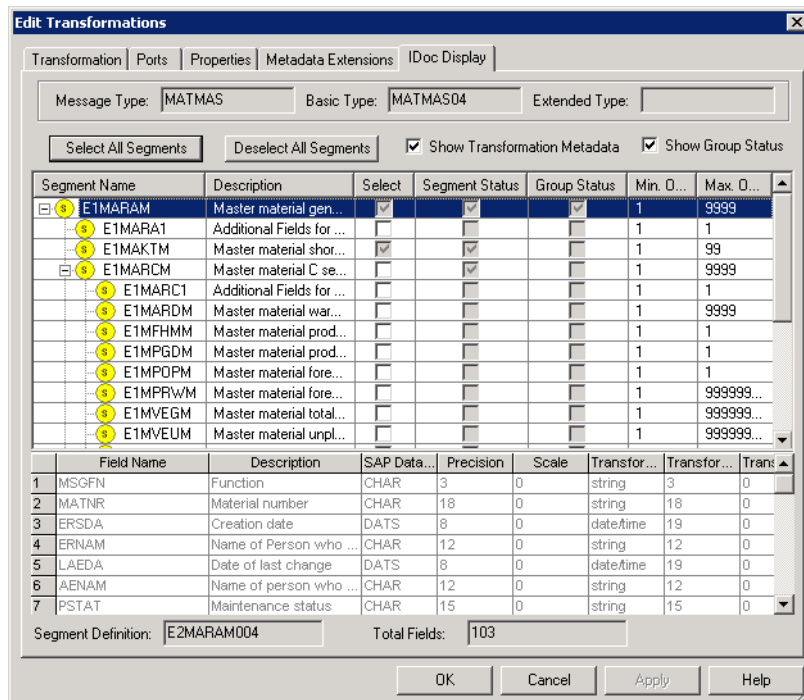 Edit Transformations
Transformation Ports Properties Metadata Extensions IDoc Display
Message Type: MATMAS Basic Type: MATMAS04 Extended Type:
Select All Segments Deselect All Segments Show Transformation Metadata Show Group Status
Segment Name Description Select Segment Status Group Status Min. O... Max. O...
E1MARAM Master material gen... 1 9999
E1MARA1 Additional Fields for ... 1 1
E1MAKTM Master material shor... 1 99
E1MARCM Master material C se... 1 9999
E1MARC1 Additional Fields for ... 1 1
E1MARDM Master material war... 1 9999
E1MFHMM Master material prod... 1 1
E1MPGDM Master material prod... 1 1
E1MPOPM Master material fore... 1 1
E1MPRWM Master material fore... 1 999999...
E1MVEGM Master material total... 1 999999...
E1MVEUM Master material unpl... 1 999999...
Field Name Description SAP Data... Precision Scale Transfor... Transfor... Trans
1 MSGFN Function CHAR 3 0 string 3 0
2 MATNR Material number CHAR 18 0 string 18 0
3 ERSDA Creation date DATS 8 0 date/time 19 0
4 ERNAM Name of Person who ... CHAR 12 0 string 12 0
5 LAEDA Date of last change DATS 8 0 date/time 19 0
6 AENAM Name of person who ... CHAR 12 0 string 12 0
7 PSTAT Maintenance status CHAR 15 0 string 15 0
Segment Definition: E2MARAM004 Total Fields: 103
OK Cancel Apply Help